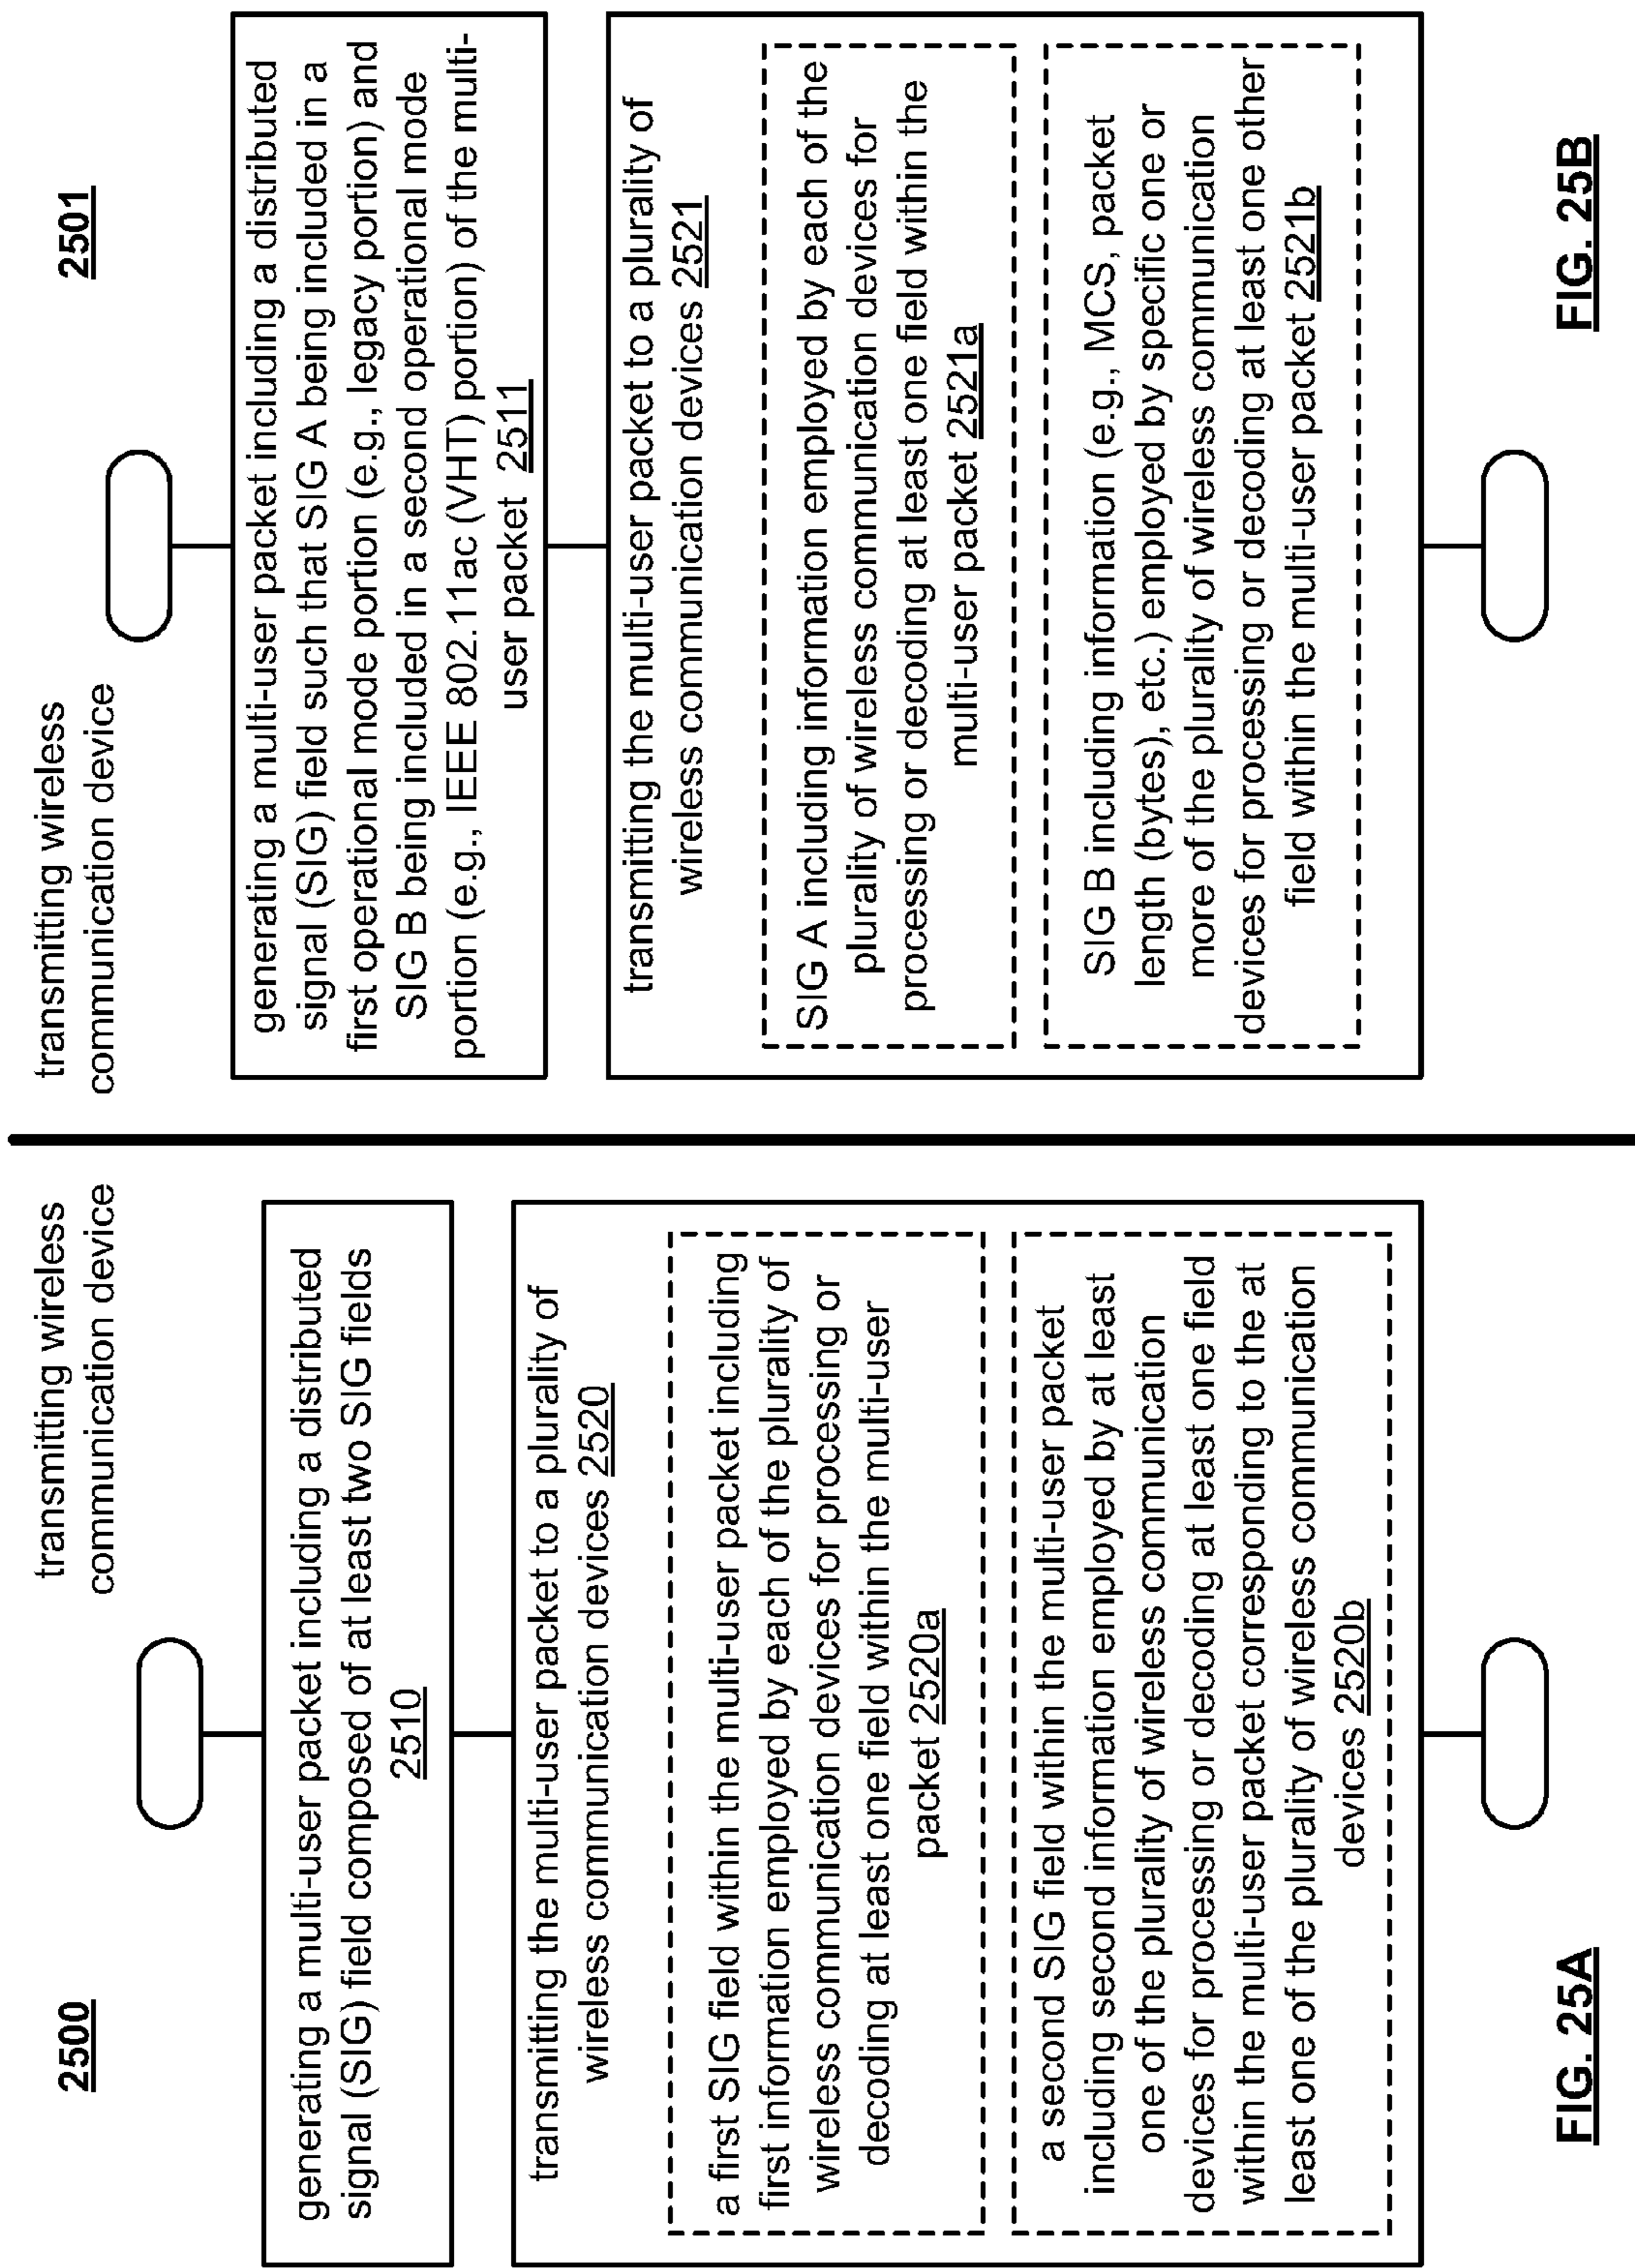 2500
transmitting wireless
communication device
generating a multi-user packet including a distributed
signal (SIG) field composed of at least two SIG fields
2510
transmitting the multi-user packet to a plurality of
wireless communication devices 2520
a first SIG field within the multi-user packet including
first information employed by each of the plurality of
wireless communication devices for processing or
decoding at least one field within the multi-user
packet 2520a
a second SIG field within the multi-user packet
including second information employed by at least
one of the plurality of wireless communication
devices for processing or decoding at least one field
within the multi-user packet corresponding to the at
least one of the plurality of wireless communication
devices 2520b
FIG. 25A
transmitting wireless
communication device
2501
generating a multi-user packet including a distributed
signal (SIG) field such that SIG A being included in a
first operational mode portion (e.g., legacy portion) and
SIG B being included in a second operational mode
portion (e.g., IEEE 802.11ac (VHT) portion) of the multi-
user packet 2511
transmitting the multi-user packet to a plurality of
wireless communication devices 2521
SIG A including information employed by each of the
plurality of wireless communication devices for
processing or decoding at least one field within the
multi-user packet 2521a
SIG B including information (e.g., MCS, packet
length (bytes), etc.) employed by specific one or
more of the plurality of wireless communication
devices for processing or decoding at least one other
field within the multi-user packet 2521b
FIG. 25B